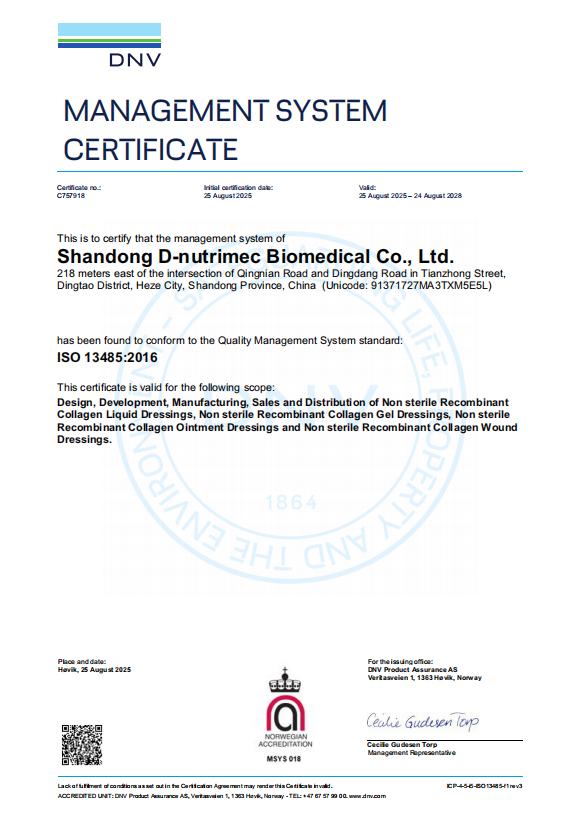 DNV
MANAGEMENT SYSTEM
CERTIFICATE
Certificate no.:
C757918
Initial certification date:
25 August 2025
Valid:
25 August 2025 – 24 August 2028
This is to certify that the management system of
Shandong D-nutrimec Biomedical Co., Ltd.
218 meters east of the intersection of Qingnian Road and Dingdang Road in Tianzhong Street,
Dingtao District, Heze City, Shandong Province, China (Unicode: 91371727MA3TXM5E5L)
has been found to conform to the Quality Management System standard:
ISO 13485:2016
This certificate is valid for the following scope:
Design, Development, Manufacturing, Sales and Distribution of Non sterile Recombinant
Collagen Liquid Dressings, Non sterile Recombinant Collagen Gel Dressings, Non sterile
Recombinant Collagen Ointment Dressings and Non sterile Recombinant Collagen Wound
Dressings.
DNV
1864
Place and date:
Høvik, 25 August 2025
NORWEGIAN
ACCREDITATION
MSYS 018
For the issuing office:
DNV Product Assurance AS
Veritasveien 1, 1363 Høvik, Norway
Cecilie Gudesen Torp
Cecilie Gudesen Torp
Management Representative
Lack of fulfilment of conditions as set out in the Certification Agreement may render this Certificate invalid.
ICP-4-5-i5-ISO13485-f1 rev3
ACCREDITED UNIT: DNV Product Assurance AS, Veritasveien 1, 1363 Høvik, Norway - TEL: +47 67 57 99 00. www.dnv.com